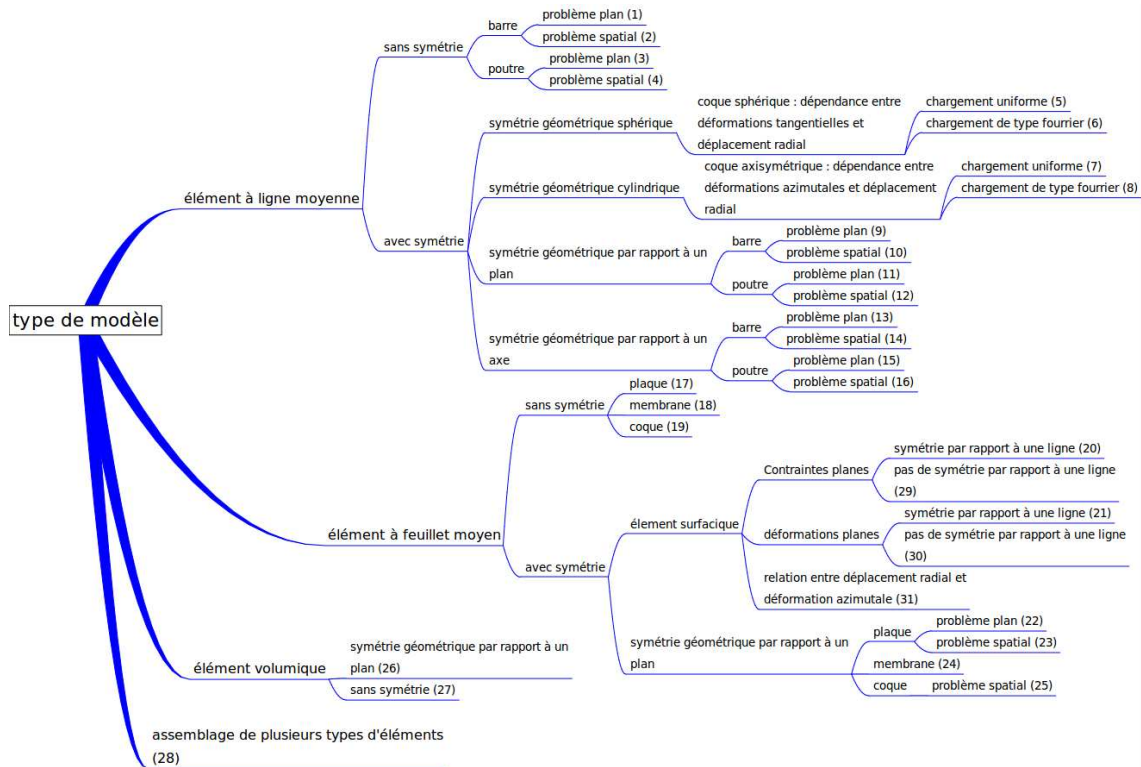 type de modèle
élément à ligne moyenne
sans symétrie
barre
problème plan (1)
problème spatial (2)
poutre
problème plan (3)
problème spatial (4)
avec symétrie
symétrie géométrique sphérique
coque sphérique : dépendance entre
déformations tangentielles et
déplacement radial
chargement uniforme (5)
chargement de type fourrier (6)
symétrie géométrique cylindrique
coque axisymétrique : dépendance entre
déformations azimutales et déplacement
radial
chargement uniforme (7)
chargement de type fourrier (8)
symétrie géométrique par rapport à un
plan
barre
problème plan (9)
problème spatial (10)
poutre
problème plan (11)
problème spatial (12)
symétrie géométrique par rapport à un
axe
barre
problème plan (13)
problème spatial (14)
poutre
problème plan (15)
problème spatial (16)
élément à feuillet moyen
sans symétrie
plaque (17)
membrane (18)
coque (19)
avec symétrie
élement surfacique
Contraintes planes
symétrie par rapport à une ligne (20)
pas de symétrie par rapport à une ligne
(29)
déformations planes
symétrie par rapport à une ligne (21)
pas de symétrie par rapport à une ligne
(30)
relation entre déplacement radial et
déformation azimutale (31)
symétrie géométrique par rapport à un
plan
plaque
problème plan (22)
problème spatial (23)
membrane (24)
coque
problème spatial (25)
élément volumique
symétrie géométrique par rapport à un
plan (26)
sans symétrie (27)
assemblage de plusieurs types d'éléments
(28)